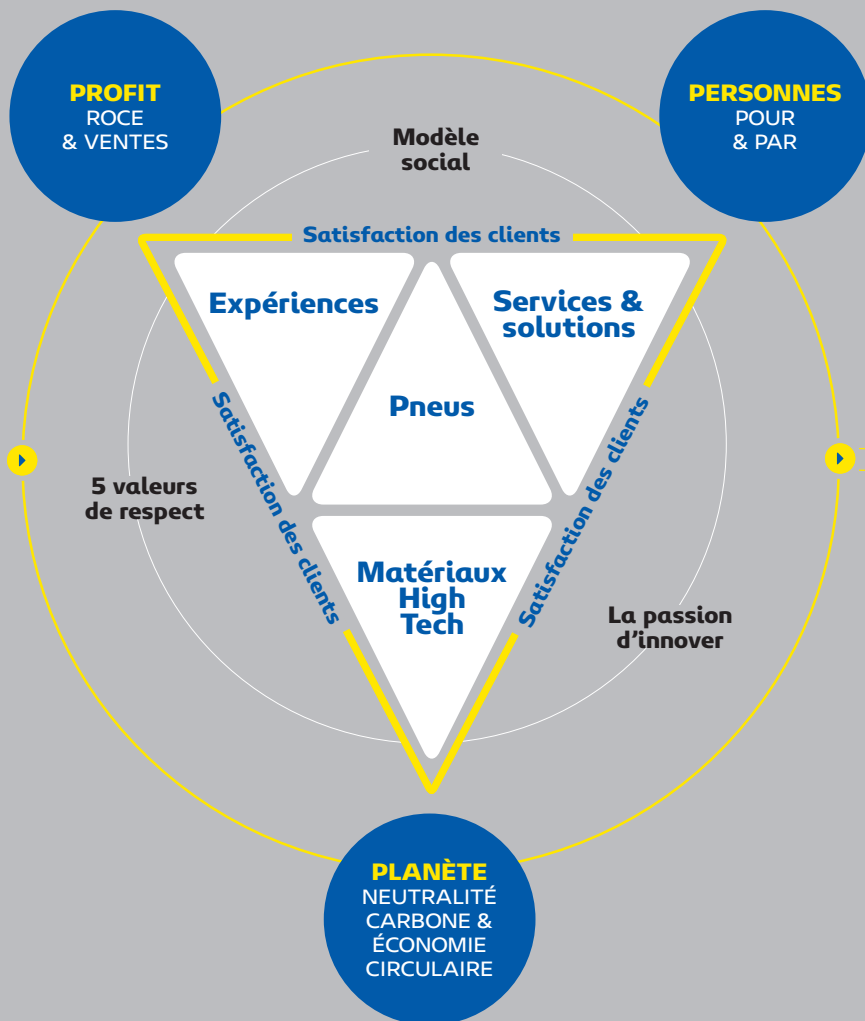 PROFIT
ROCE
& VENTES
PERSONNES
POUR
& PAR
Modèle
social
Satisfaction des clients
Expériences
Services &
solutions
Pneus
Satisfaction des clients
Satisfaction des clients
5 valeurs
de respect
Matériaux
High
Tech
La passion
d’innover
PLANÈTE
NEUTRALITÉ
CARBONE &
ÉCONOMIE
CIRCULAIRE